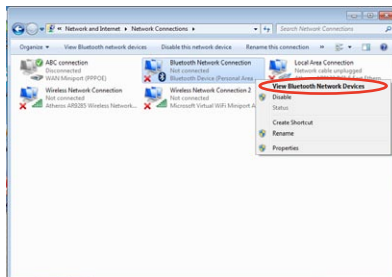 Network and Internet ▸ Network Connections ▸
Search Network Connections
Organize ▾ View Bluetooth network devices Disable this network device Rename this connection »
ABC connection
Disconnected
WAN Miniport (PPPOE)
Bluetooth Network Connection
Not connected
Bluetooth Device (Personal Area
Local Area Connection
Network cable unplugged
Wireless Network Connection
Not connected
Atheros AR9285 Wireless Network...
Wireless Network Connection 2
Not connected
Microsoft Virtual WiFi Miniport A
View Bluetooth Network Devices
Disable
Status
Create Shortcut
Rename
Properties